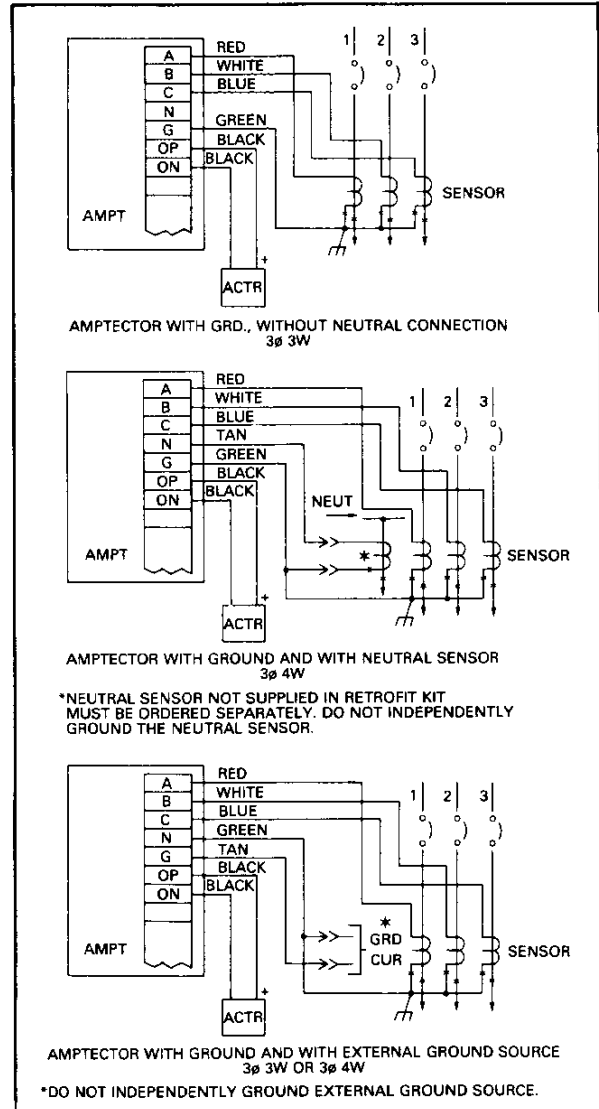 A RED
B WHITE
C BLUE
N
G GREEN
OP BLACK
ON BLACK
1 2 3
AMPT
SENSOR
+
ACTR
AMPTECTOR WITH GRD., WITHOUT NEUTRAL CONNECTION
3ø 3W
A RED
B WHITE
C BLUE
N TAN
G GREEN
OP BLACK
ON BLACK
1 2 3
NEUT
*
AMPT
SENSOR
+
ACTR
AMPTECTOR WITH GROUND AND WITH NEUTRAL SENSOR
3ø 4W
*NEUTRAL SENSOR NOT SUPPLIED IN RETROFIT KIT
MUST BE ORDERED SEPARATELY. DO NOT INDEPENDENTLY
GROUND THE NEUTRAL SENSOR.
A RED
B WHITE
C BLUE
N GREEN
G TAN
OP BLACK
ON BLACK
1 2 3
*
GRD
CUR
AMPT
SENSOR
+
ACTR
AMPTECTOR WITH GROUND AND WITH EXTERNAL GROUND SOURCE
3ø 3W OR 3ø 4W
*DO NOT INDEPENDENTLY GROUND EXTERNAL GROUND SOURCE.